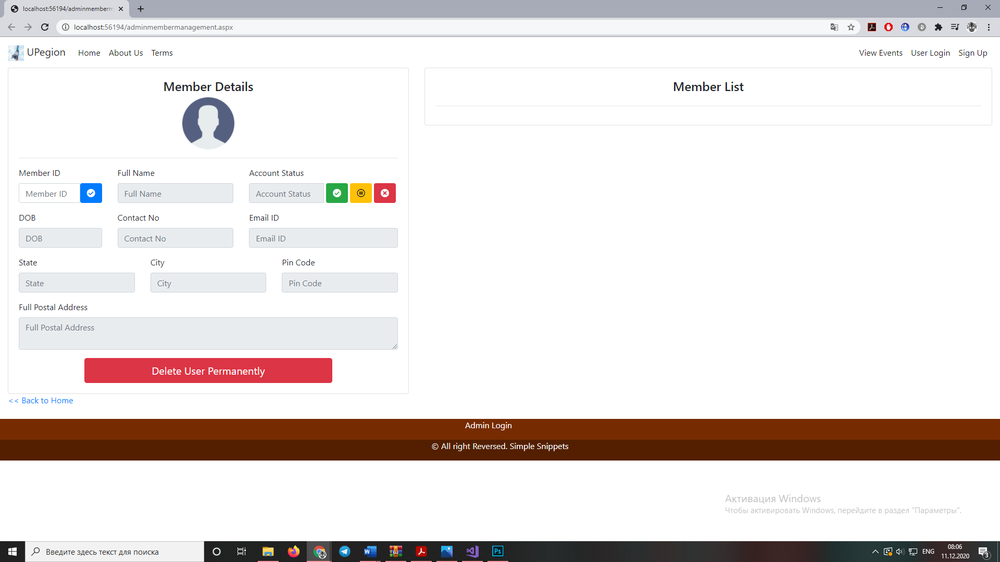 localhost:56194/adminmemberm
localhost:56194/adminmembermanagement.aspx
UPegion Home About Us Terms View Events User Login Sign Up
Member Details
Member ID Full Name Account Status
Member ID Full Name Account Status
DOB Contact No Email ID
DOB Contact No Email ID
State City Pin Code
State City Pin Code
Full Postal Address
Full Postal Address
Delete User Permanently
<< Back to Home
Member List
Admin Login
© All right Reversed. Simple Snippets
Активация Windows
Чтобы активировать Windows, перейдите в раздел "Параметры".
Введите здесь текст для поиска
ENG
08:06
11.12.2020
3